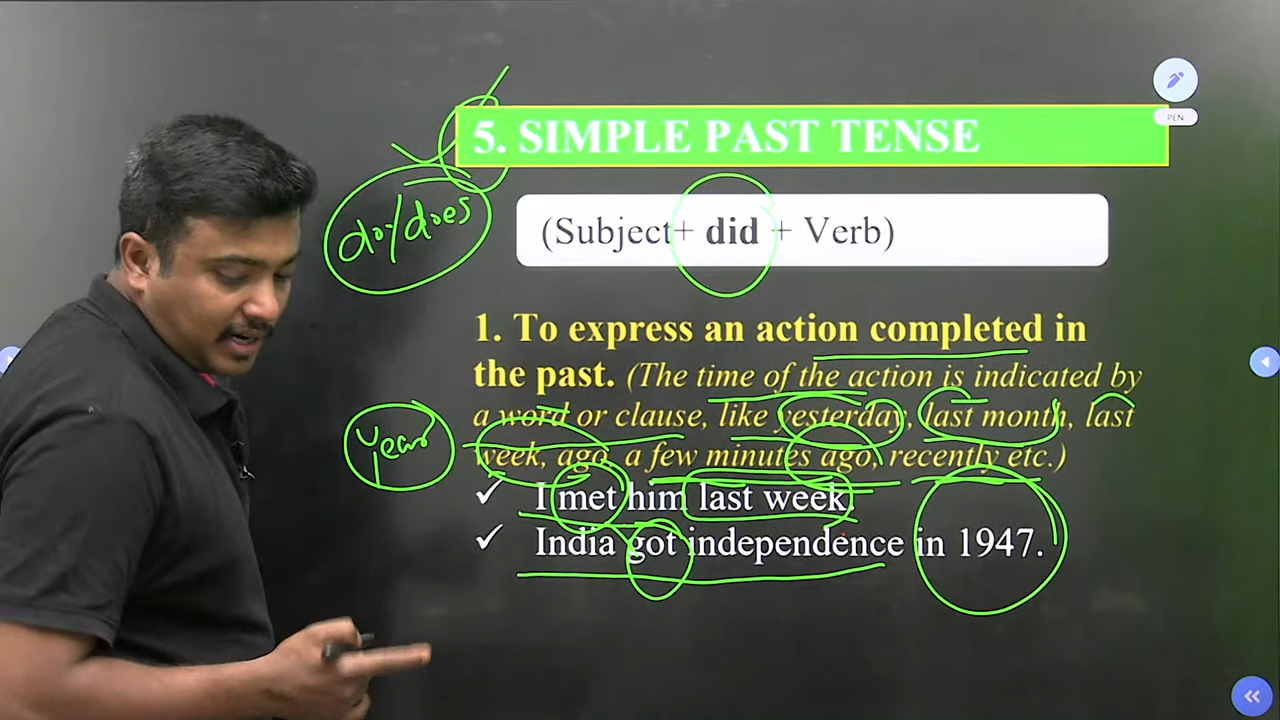 5. SIMPLE PAST TENSE
PEN
do/does
(Subject+ did + Verb)
1. To express an action completed in
the past. (The time of the action is indicated by
a word or clause, like yesterday, last month, last
week, ago, a few minutes ago, recently etc.)
Year
✓ I met him last week.
✓ India got independence in 1947.